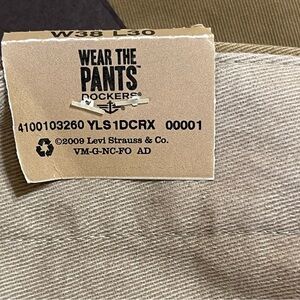 W38 L30
WEAR THE
PANTS
DOCKERS®
4100103260 YLS1DCRX 00001
©2009 Levi Strauss & Co.
VM-G-NC-FO AD